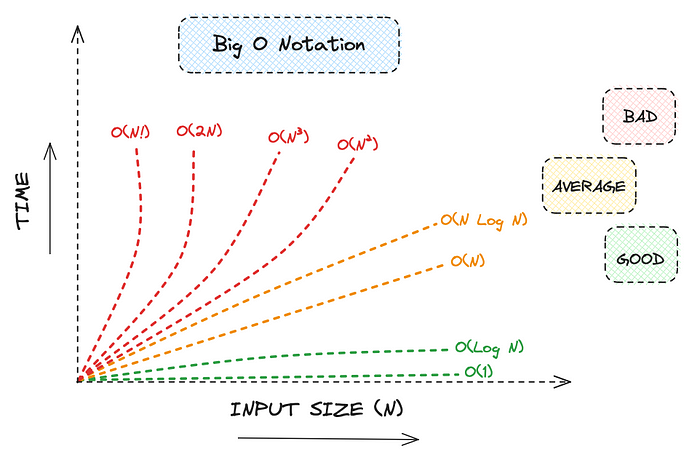 Big O Notation
BAD
O(N!)
O(2N)
O(N³)
O(N²)
AVERAGE
TIME
O(N Log N)
O(N)
GOOD
O(Log N)
O(1)
INPUT SIZE (N)